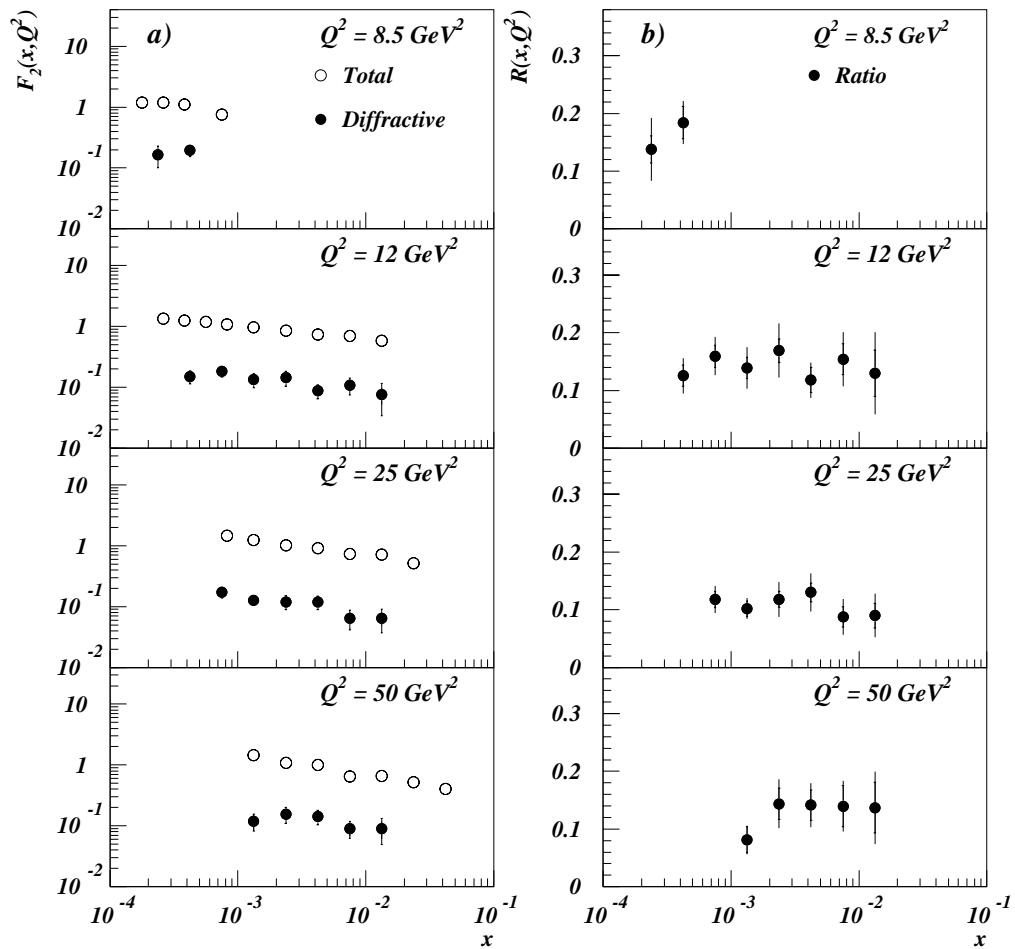 F₂(x,Q²)
a)
Q² = 8.5 GeV²
Total
Diffractive
10
1
10⁻¹
10⁻²
Q² = 12 GeV²
10
1
10⁻¹
10⁻²
Q² = 25 GeV²
10
1
10⁻¹
10⁻²
Q² = 50 GeV²
10
1
10⁻¹
10⁻²
10⁻⁴ 10⁻³ 10⁻² 10⁻¹
x
R(x,Q²)
b)
Q² = 8.5 GeV²
Ratio
0.3
0.2
0.1
0
Q² = 12 GeV²
0.3
0.2
0.1
0
Q² = 25 GeV²
0.3
0.2
0.1
0
Q² = 50 GeV²
0.3
0.2
0.1
0
10⁻⁴ 10⁻³ 10⁻² 10⁻¹
x